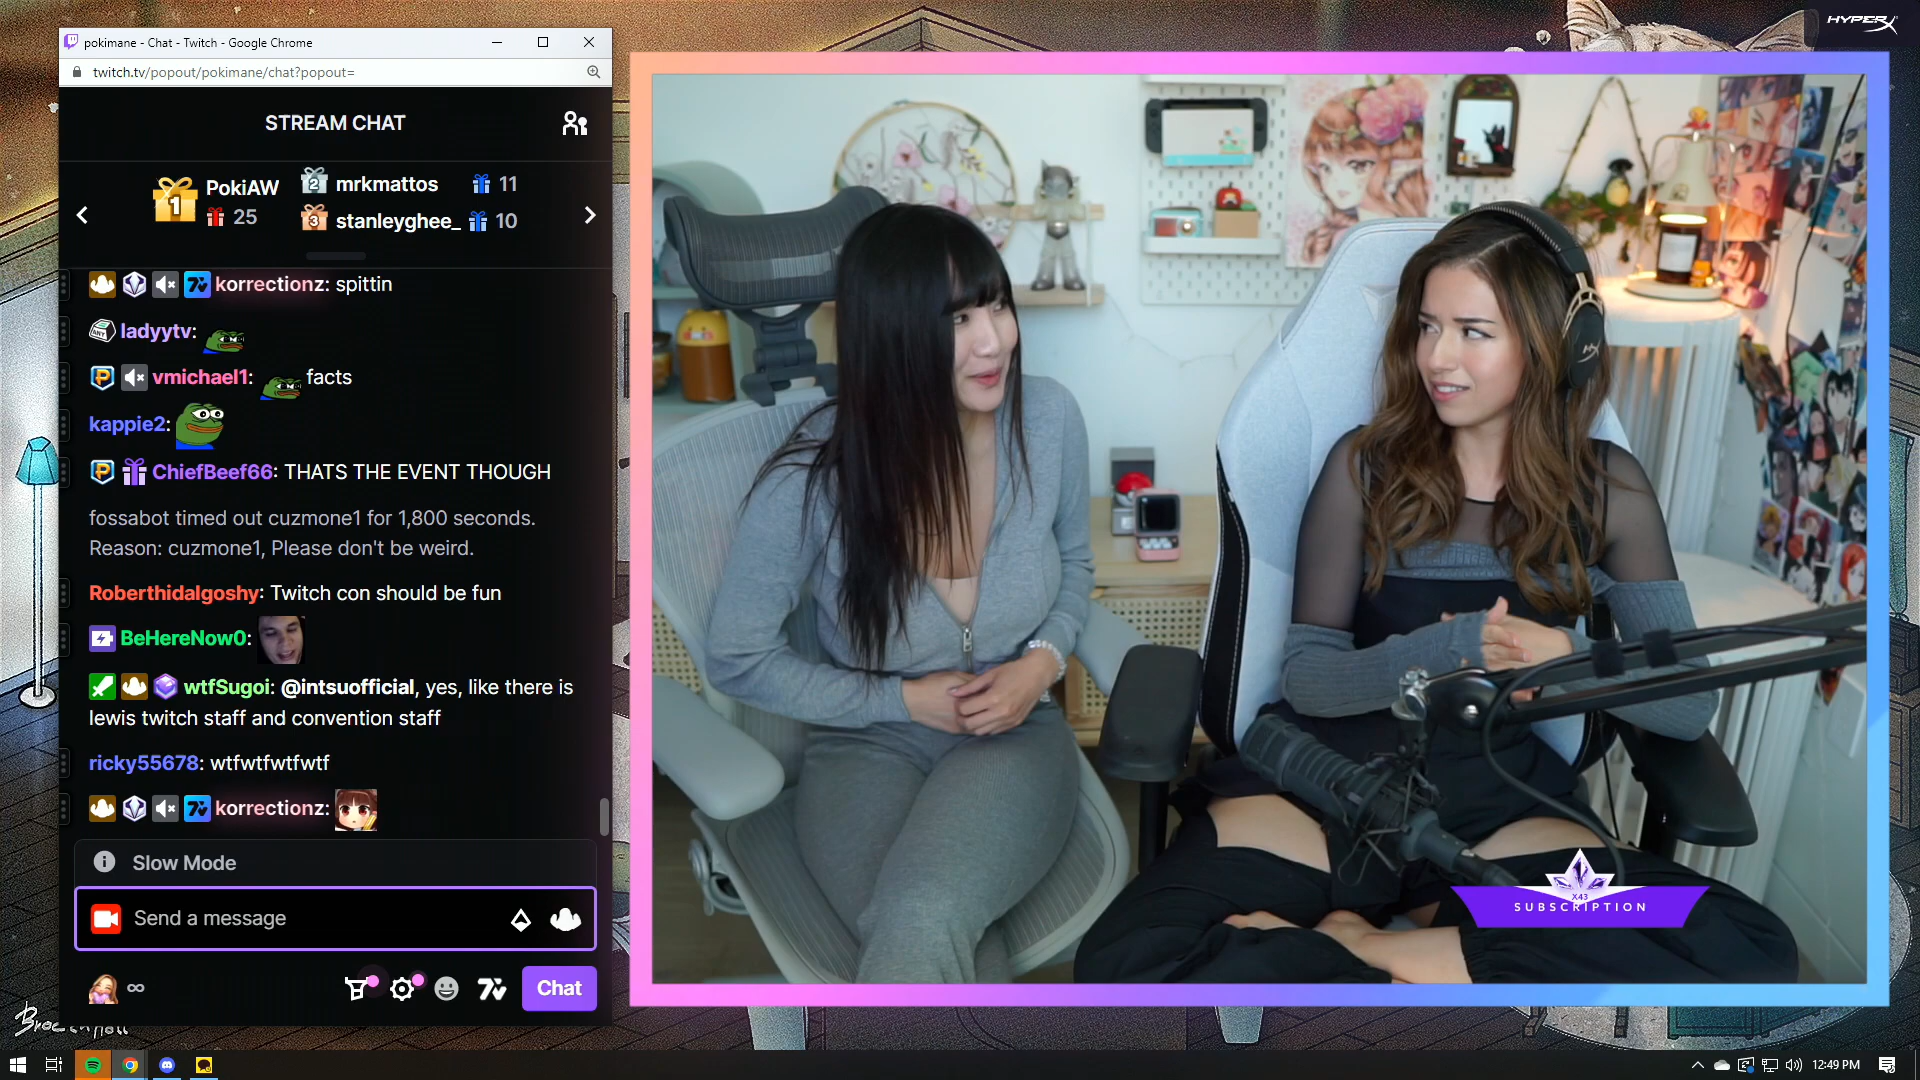 HYPERX
pokimane - Chat - Twitch - Google Chrome
twitch.tv/popout/pokimane/chat?popout=
STREAM CHAT
1 PokiAW 25
2 mrkmattos 11
3 stanleyghee_ 10
korrectionz: spittin
ladyytv:
vmichael1: facts
kappie2:
ChiefBeef66: THATS THE EVENT THOUGH
fossabot timed out cuzmone1 for 1,800 seconds.
Reason: cuzmone1, Please don't be weird.
Roberthidalgoshy: Twitch con should be fun
BeHereNow0:
wtfSugoi: @intsuofficial, yes, like there is
lewis twitch staff and convention staff
ricky55678: wtfwtfwtfwtf
korrectionz:
Slow Mode
Send a message
∞
Chat
X43
SUBSCRIPTION
12:49 PM